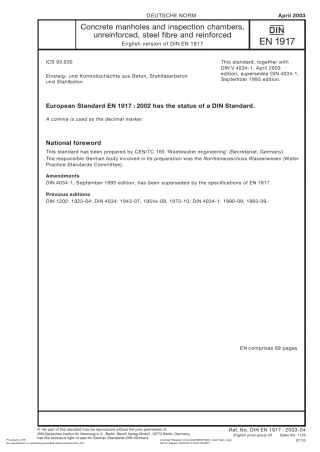 DEUTSCHE NORM
April 2003
Concrete manholes and inspection chambers,
unreinforced, steel fibre and reinforced
English version of DIN EN 1917
DIN
EN 1917
ICS 93.030
Einsteig- und Kontrollschächte aus Beton, Stahlfaserbeton
und Stahlbeton
This standard, together with
DIN V 4034-1, April 2003
edition, supersedes DIN 4034-1,
September 1993 edition.
European Standard EN 1917 : 2002 has the status of a DIN Standard.
A comma is used as the decimal marker.
National foreword
This standard has been prepared by CEN/TC 165 'Wastewater engineering' (Secretariat: Germany).
The responsible German body involved in its preparation was the Normenausschuss Wasserwesen (Water
Practice Standards Committee).
Amendments
DIN 4034-1, September 1993 edition, has been superseded by the specifications of EN 1917.
Previous editions
DIN 1202: 1923-04; DIN 4034: 1943-07, 1954x-09, 1973-10; DIN 4034-1: 1990-09, 1993-09.
EN comprises 69 pages.
© No part of this standard may be reproduced without the prior permission of
DIN Deutsches Institut für Normung e.V., Berlin. Beuth Verlag GmbH, 10772 Berlin, Germany,
has the exclusive right of sale for German Standards (DIN-Normen).
Ref. No. DIN EN 1917 : 2003-04
English price group 23 Sales No. 1123
07.03